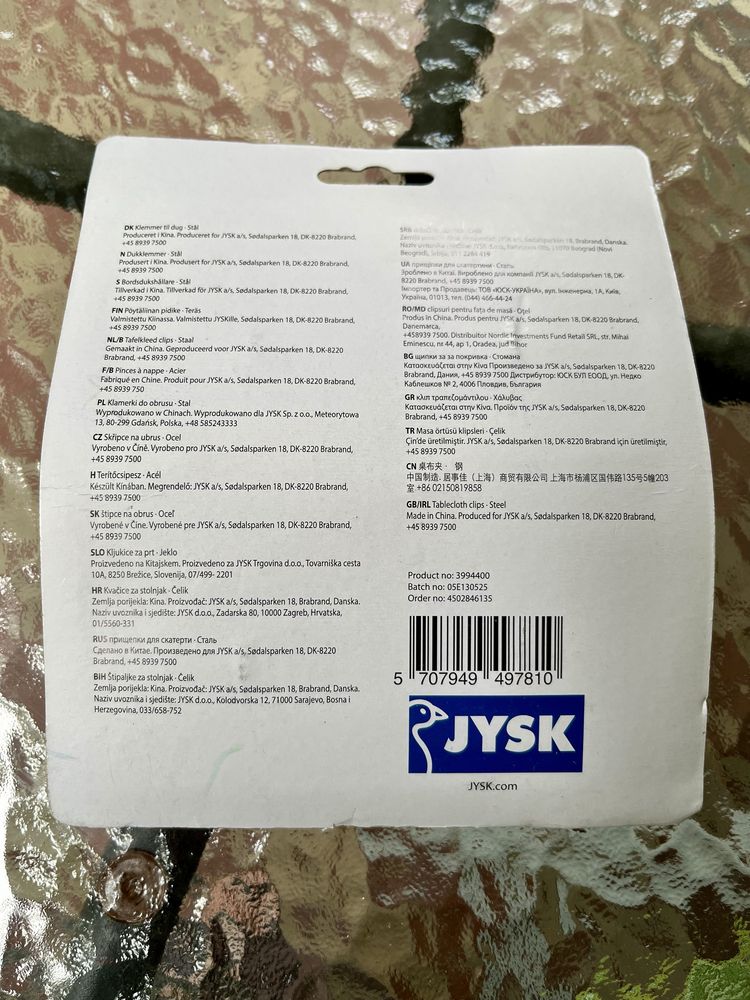 DK Klemmer til dug · Stål
Produceret i Kina. Produceret for JYSK a/s, Sødalsparken 18, DK-8220 Brabrand,
+45 8939 7500
N Dukklemmer · Stål
Produsert i Kina. Produsert for JYSK a/s, Sødalsparken 18, DK-8220 Brabrand,
+45 8939 7500
S Bordsdukshållare · Stål
Tillverkad i Kina. Tillverkad för JYSK a/s, Sødalsparken 18, DK-8220 Brabrand,
+45 8939 7500
FIN Pöytäliinan pidike · Teräs
Valmistettu Kiinassa. Valmistettu JYSKille, Sødalsparken 18, DK-8220 Brabrand,
+45 8939 7500
NL/B Tafelkleed clips · Staal
Gemaakt in China. Geproduceerd voor JYSK a/s, Sødalsparken 18, DK-8220
Brabrand, +45 8939 7500
F/B Pinces à nappe · Acier
Fabriqué en Chine. Produit pour JYSK a/s, Sødalsparken 18, DK-8220 Brabrand,
+45 8939 750
PL Klamerki do obrusu · Stal
Wyprodukowano w Chinach. Wyprodukowano dla JYSK Sp. z o.o., Meteorytowa
13, 80-299 Gdańsk, Polska, +48 585243333
CZ Skřipce na ubrus · Ocel
Vyrobeno v Číně. Vyrobeno pro JYSK a/s, Sødalsparken 18, DK-8220 Brabrand,
+45 8939 7500
H Terítőcsipesz · Acél
Készült Kínában. Megrendelő: JYSK a/s, Sødalsparken 18, DK-8220 Brabrand,
+45 8939 7500
SK štipce na obrus · Oceľ
Vyrobené v Číne. Vyrobené pre JYSK a/s, Sødalsparken 18, DK-8220 Brabrand,
+45 8939 7500
SLO Kljukice za prt · Jeklo
Proizvedeno na Kitajskem. Proizvedeno za JYSK Trgovina d.o.o., Tovarniška cesta
10A, 8250 Brežice, Slovenija, 07/499- 2201
HR Kvačice za stolnjak · Čelik
Zemlja porijekla: Kina. Proizvođač: JYSK a/s, Sødalsparken 18, Brabrand, Danska.
Naziv uvoznika i sjedište: JYSK d.o.o., Zadarska 80, 10000 Zagreb, Hrvatska,
01/5560-331
RUS прищепки для скатерти · Сталь
Сделано в Китае. Произведено для JYSK a/s, Sødalsparken 18, DK-8220
Brabrand, +45 8939 7500
BIH Štipaljke za stolnjak · Čelik
Zemlja porijekla: Kina. Proizvođač: JYSK a/s, Sødalsparken 18, Brabrand, Danska.
Naziv uvoznika i sjedište: JYSK d.o.o., Kolodvorska 12, 71000 Sarajevo, Bosna i
Herzegovina, 033/658-752
SRB
Zemlja Sødalsparken 18, Brabrand, Danska.
Naziv uvoznika 11070 Beograd (Novi
Beograd), Srbija, 011 2264 419
UA прищіпки для скатертини · Сталь
Зроблено в Китаї. Вироблено для компанії JYSK a/s, Sødalsparken 18, DK-
8220 Brabrand, +45 8939 7500
Імпортер та Продавець: ТОВ «ЮСК-УКРАЇНА», вул. Інженерна, 1А, Київ,
Україна, 01013, тел. (044) 466-44-24
RO/MD clipsuri pentru fața de masă · Oțel
Produs în China. Produs pentru JYSK a/s, Sødalsparken 18, DK-8220 Brabrand,
Danemarca,
+458939 7500. Distribuitor Nordic Investments Fund Retail SRL, str. Mihai
Eminescu, nr 44, ap 1, Oradea, jud Bihor
BG щипки за за покривка · Стомана
Κατασκευάζεται στην Κίνα Произведено за JYSK a/s, Sødalsparken 18, DK-8220
Brabrand, Дания, +45 8939 7500 Дистрибутор: ЮСК БУЛ ЕООД, ул. Недко
Каблешков № 2, 4006 Пловдив, България
GR κλιπ τραπεζομάντιλου · Χάλυβας
Κατασκευάζεται στην Κίνα. Προϊόν της JYSK a/s, Sødalsparken 18, DK-8220
Brabrand, +45 8939 7500
TR Masa örtüsü klipsleri · Çelik
Çin'de üretilmiştir. JYSK a/s, Sødalsparken 18, DK-8220 Brabrand için üretilmiştir,
+45 8939 7500
CN 桌布夹 · 钢
中国制造. 居事佳（上海）商贸有限公司 上海市杨浦区国伟路135号5幢203
室 +86 02150819858
GB/IRL Tablecloth clips · Steel
Made in China. Produced for JYSK a/s, Sødalsparken 18, DK-8220 Brabrand,
+45 8939 7500
Product no: 3994400
Batch no: 05E130525
Order no: 4502846135
5 707949 497810
JYSK
JYSK.com